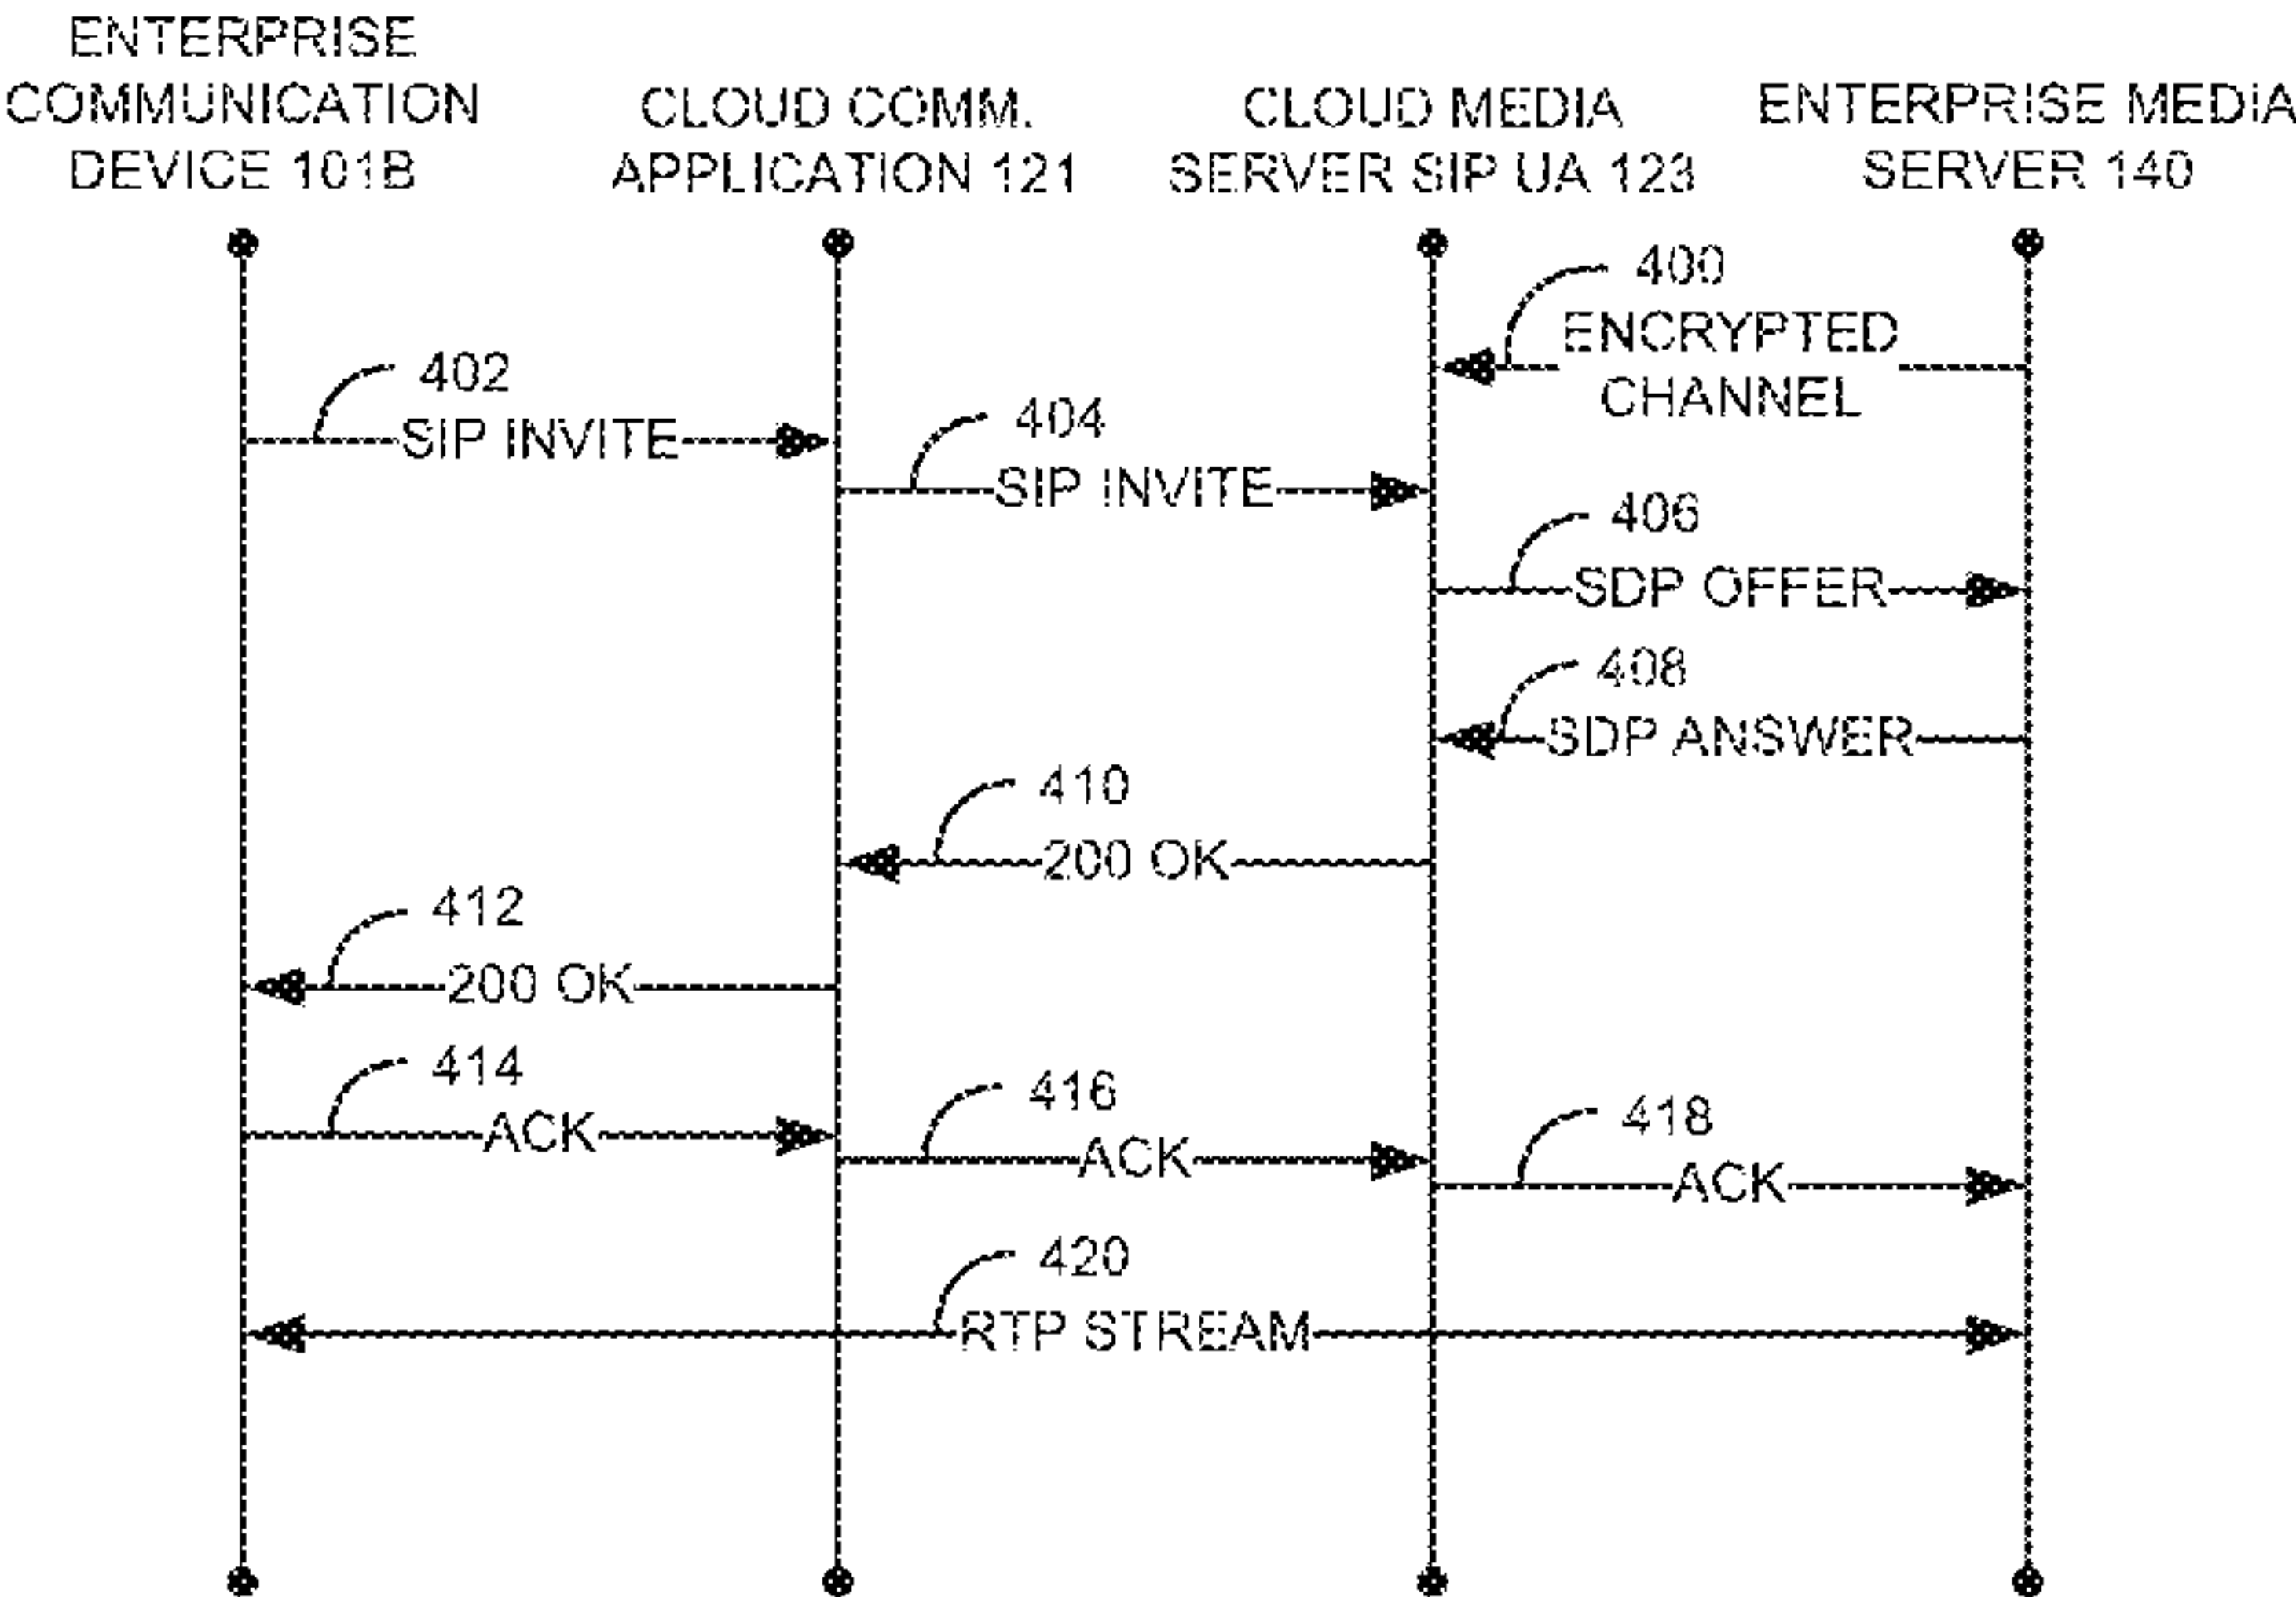 ENTERPRISE
COMMUNICATION
DEVICE 101B
CLOUD COMM.
APPLICATION 121
CLOUD MEDIA
SERVER SIP UA 123
ENTERPRISE MEDIA
SERVER 140
400
ENCRYPTED
CHANNEL
402
SIP INVITE
404
SIP INVITE
406
SDP OFFER
408
SDP ANSWER
410
200 OK
412
200 OK
414
ACK
416
ACK
418
ACK
420
RTP STREAM